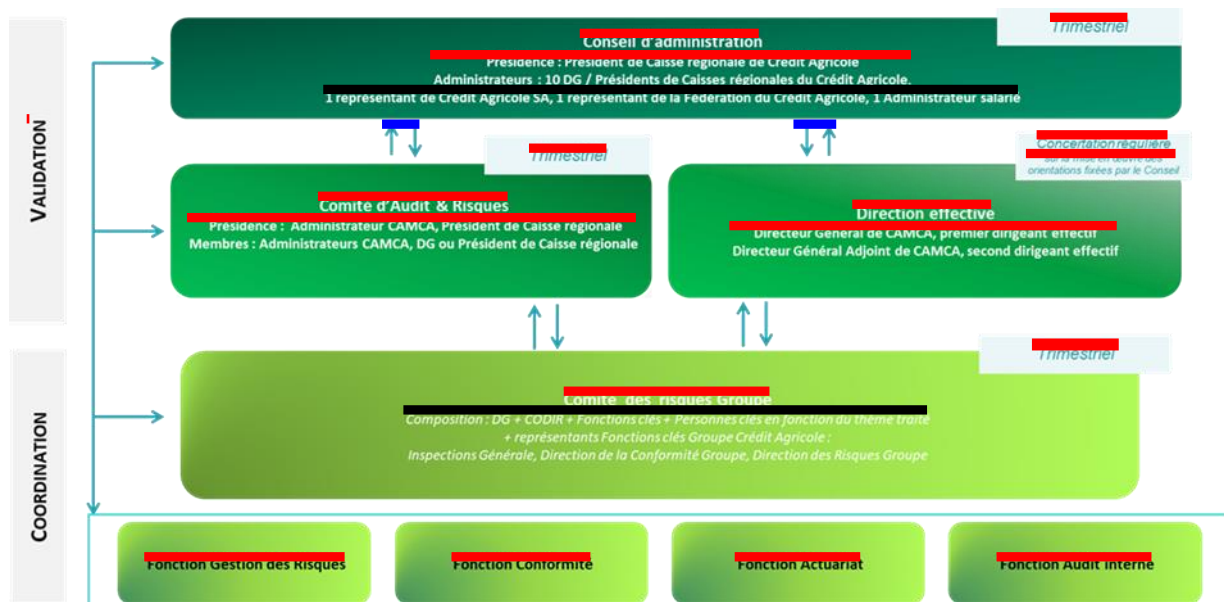 Trimestriel
Conseil d'administration
Présidence : Président de Caisse régionale de Crédit Agricole
Administrateurs : 10 DG / Présidents de Caisses régionales du Crédit Agricole,
1 représentant de Crédit Agricole SA, 1 représentant de la Fédération du Crédit Agricole, 1 Administrateur salarié
VALIDATION
Trimestriel
Concertation régulière
sur la mise en œuvre des
orientations fixées par le Conseil
Comité d'Audit & Risques
Présidence : Administrateur CAMCA, Président de Caisse régionale
Membres : Administrateurs CAMCA, DG ou Président de Caisse régionale
Direction effective
Directeur Général de CAMCA, premier dirigeant effectif
Directeur Général Adjoint de CAMCA, second dirigeant effectif
Trimestriel
COORDINATION
Comité des risques Groupe
Composition : DG + CODIR + Fonctions clés + Personnes clés en fonction du thème traité
+ représentants Fonctions clés Groupe Crédit Agricole :
Inspections Générale, Direction de la Conformité Groupe, Direction des Risques Groupe
Fonction Gestion des Risques
Fonction Conformité
Fonction Actuariat
Fonction Audit Interne